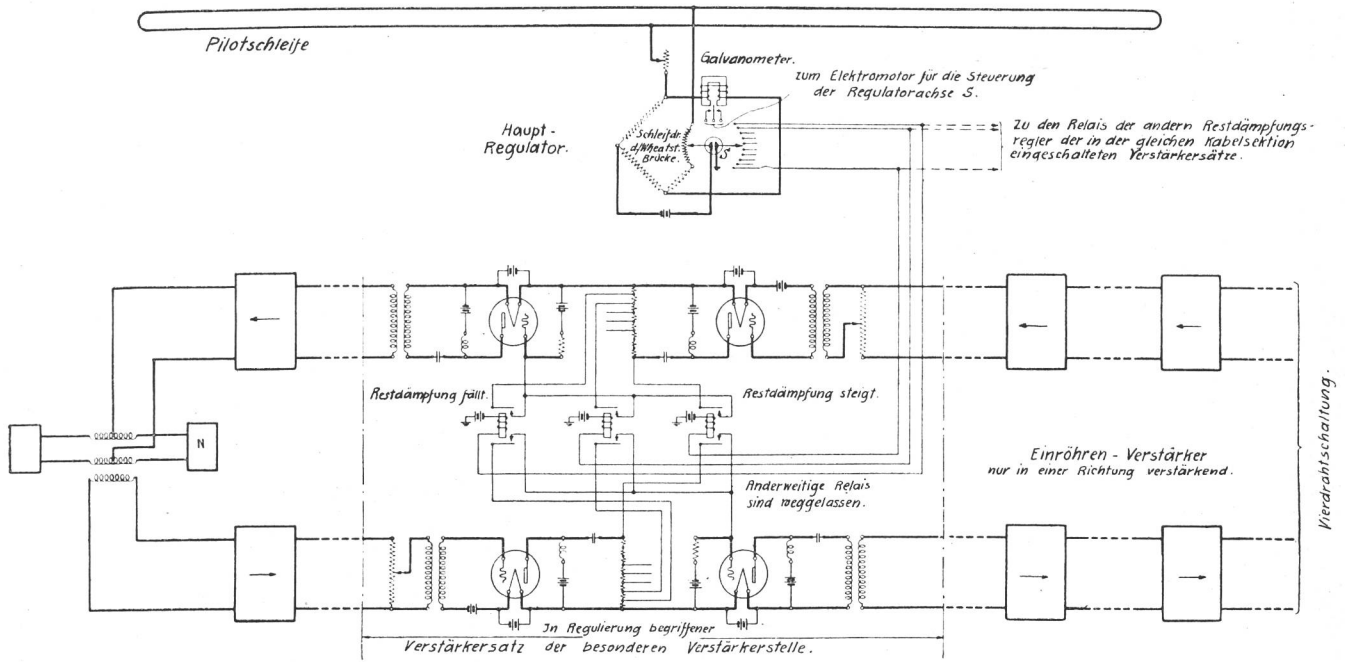 Pilotschleife
Galvanometer.
zum Elektromotor für die Steuerung
der Regulatorachse S.
Haupt-
Regulator.
Schleifdr.
d/Wheatst.
Brücke.
S
Zu den Relais der andern Restdämpfungs-
regler der in der gleichen Kabelsektion
eingeschalteten Verstärkersätze.
Restdämpfung fällt.
Restdämpfung steigt.
N
Einröhren - Verstärker
nur in einer Richtung verstärkend.
Anderweitige Relais
sind weggelassen.
Vierdrahtschaltung.
In Regulierung begriffener
Verstärkersatz der besonderen Verstärkerstelle.